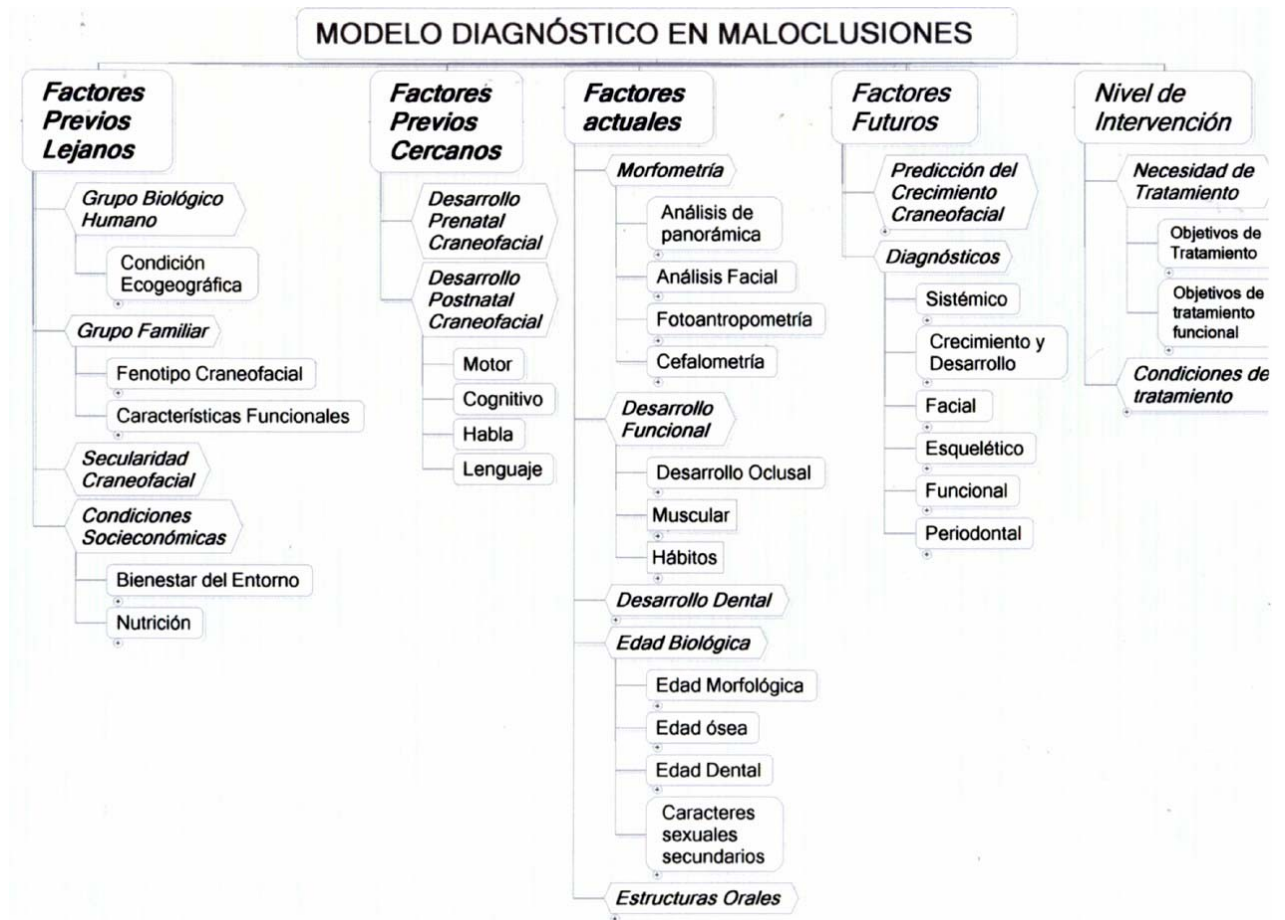 MODELO DIAGNÓSTICO EN MALOCLUSIONES
Factores
Previos
Lejanos
Grupo Biológico
Humano
Condición
Ecogeográfica
Grupo Familiar
Fenotipo Craneofacial
Características Funcionales
Secularidad
Craneofacial
Condiciones
Socieconómicas
Bienestar del Entorno
Nutrición
Factores
Previos
Cercanos
Desarrollo
Prenatal
Craneofacial
Desarrollo
Postnatal
Craneofacial
Motor
Cognitivo
Habla
Lenguaje
Factores
actuales
Morfometría
Análisis de
panorámica
Análisis Facial
Fotoantropometría
Cefalometría
Desarrollo
Funcional
Desarrollo Oclusal
Muscular
Hábitos
Desarrollo Dental
Edad Biológica
Edad Morfológica
Edad ósea
Edad Dental
Caracteres
sexuales
secundarios
Estructuras Orales
Factores
Futuros
Predicción del
Crecimiento
Craneofacial
Diagnósticos
Sistémico
Crecimiento y
Desarrollo
Facial
Esquelético
Funcional
Periodontal
Nivel de
Intervención
Necesidad de
Tratamiento
Objetivos de
Tratamiento
Objetivos de
tratamiento
funcional
Condiciones de
tratamiento